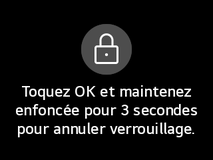 Toquez OK et maintenez
enfoncée pour 3 secondes
pour annuler verrouillage.